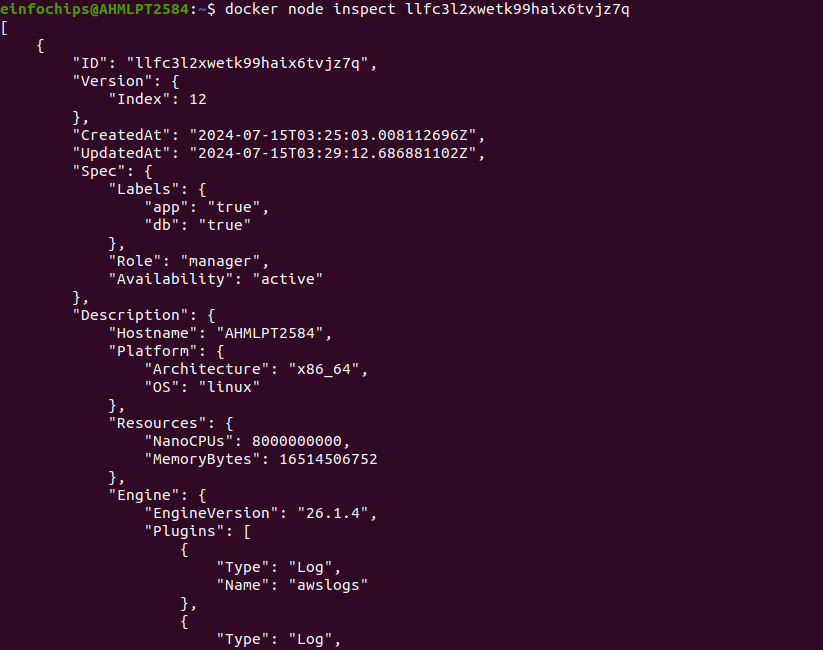 einfochips@AHMLPT2584:~$ docker node inspect llfc3l2xwetk99haix6tvjz7q
[
    {
        "ID": "llfc3l2xwetk99haix6tvjz7q",
        "Version": {
            "Index": 12
        },
        "CreatedAt": "2024-07-15T03:25:03.008112696Z",
        "UpdatedAt": "2024-07-15T03:29:12.686881102Z",
        "Spec": {
            "Labels": {
                "app": "true",
                "db": "true"
            },
            "Role": "manager",
            "Availability": "active"
        },
        "Description": {
            "Hostname": "AHMLPT2584",
            "Platform": {
                "Architecture": "x86_64",
                "OS": "linux"
            },
            "Resources": {
                "NanoCPUs": 8000000000,
                "MemoryBytes": 16514506752
            },
            "Engine": {
                "EngineVersion": "26.1.4",
                "Plugins": [
                    {
                        "Type": "Log",
                        "Name": "awslogs"
                    },
                    {
                        "Type": "Log",